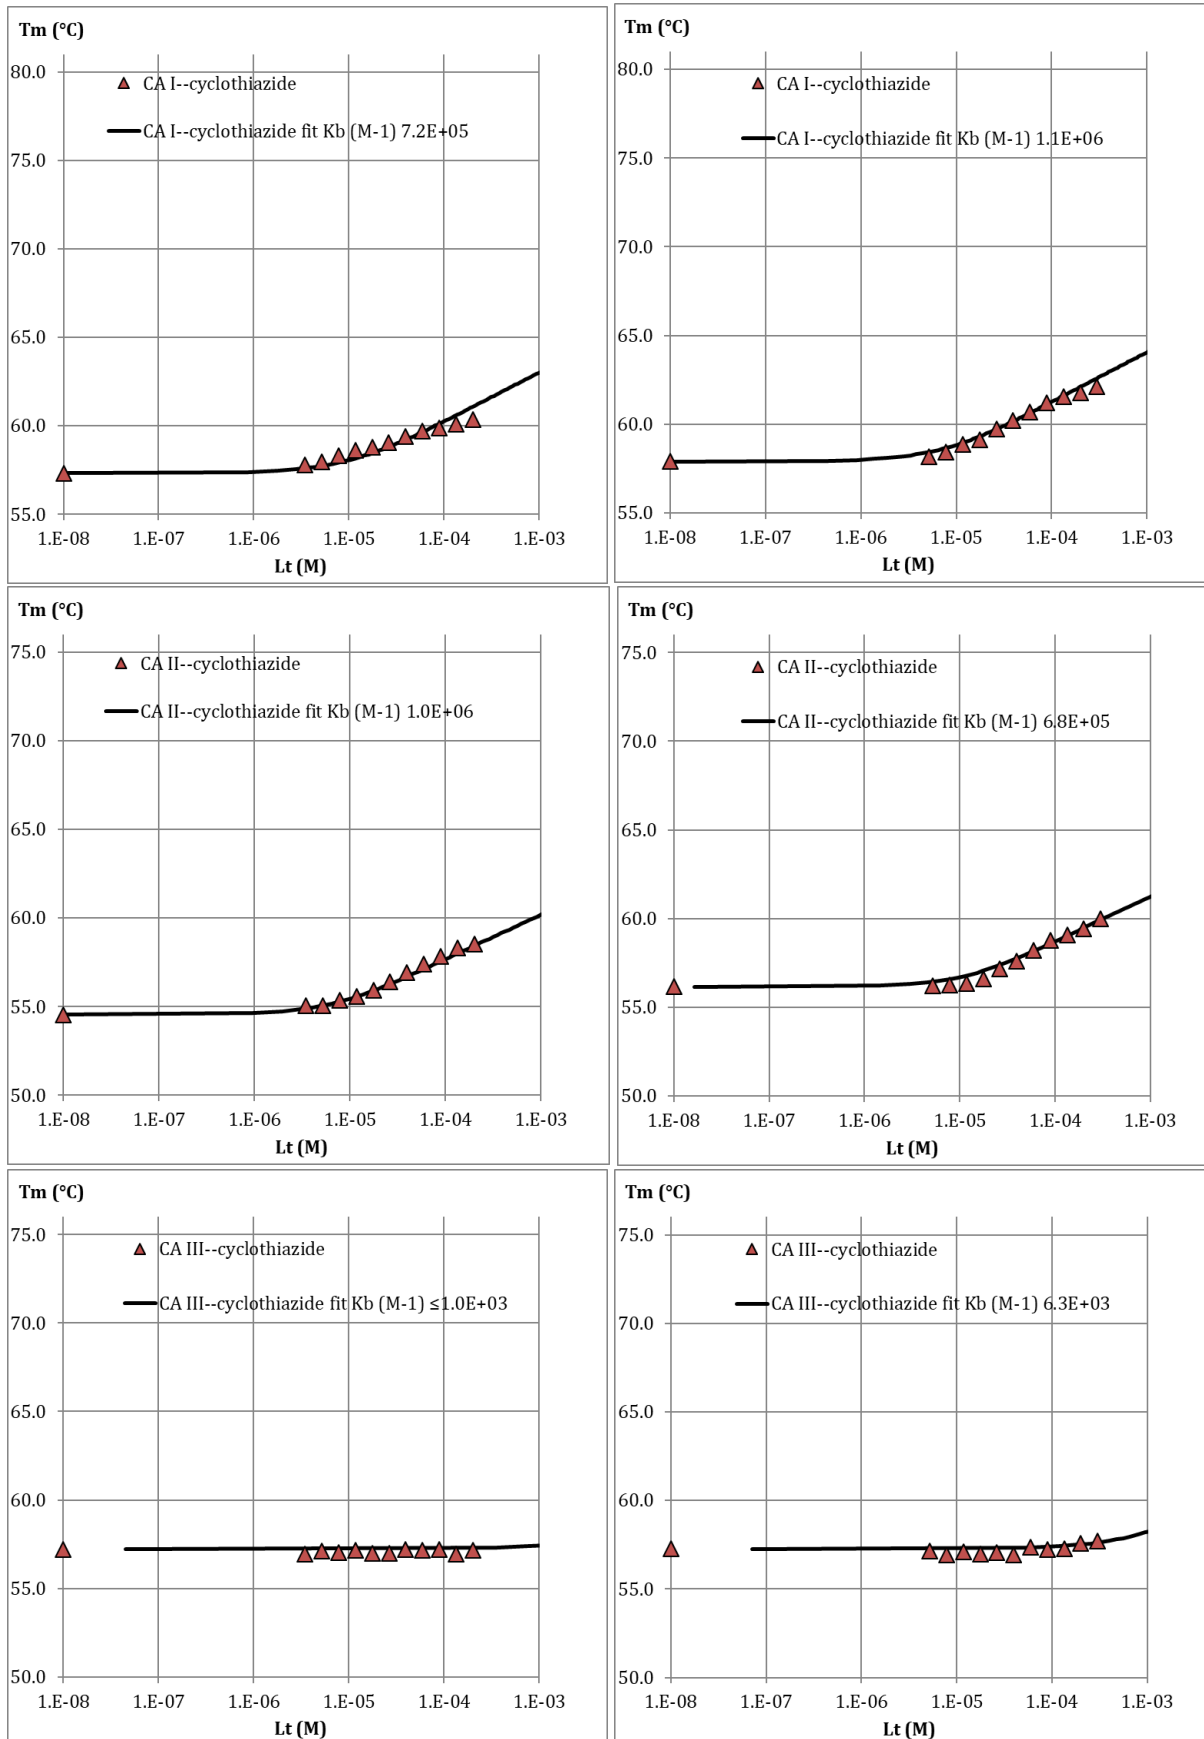 Tm (°C)
80.0
75.0
70.0
65.0
60.0
55.0
CA I--cyclothiazide
CA I--cyclothiazide fit Kb (M-1) 7.2E+05
1.E-08 1.E-07 1.E-06 1.E-05 1.E-04 1.E-03
Lt (M)
Tm (°C)
80.0
75.0
70.0
65.0
60.0
55.0
CA I--cyclothiazide
CA I--cyclothiazide fit Kb (M-1) 1.1E+06
1.E-08 1.E-07 1.E-06 1.E-05 1.E-04 1.E-03
Lt (M)
Tm (°C)
75.0
70.0
65.0
60.0
55.0
50.0
CA II--cyclothiazide
CA II--cyclothiazide fit Kb (M-1) 1.0E+06
1.E-08 1.E-07 1.E-06 1.E-05 1.E-04 1.E-03
Lt (M)
Tm (°C)
75.0
70.0
65.0
60.0
55.0
50.0
CA II--cyclothiazide
CA II--cyclothiazide fit Kb (M-1) 6.8E+05
1.E-08 1.E-07 1.E-06 1.E-05 1.E-04 1.E-03
Lt (M)
Tm (°C)
75.0
70.0
65.0
60.0
55.0
50.0
CA III--cyclothiazide
CA III--cyclothiazide fit Kb (M-1) ≤1.0E+03
1.E-08 1.E-07 1.E-06 1.E-05 1.E-04 1.E-03
Lt (M)
Tm (°C)
75.0
70.0
65.0
60.0
55.0
50.0
CA III--cyclothiazide
CA III--cyclothiazide fit Kb (M-1) 6.3E+03
1.E-08 1.E-07 1.E-06 1.E-05 1.E-04 1.E-03
Lt (M)